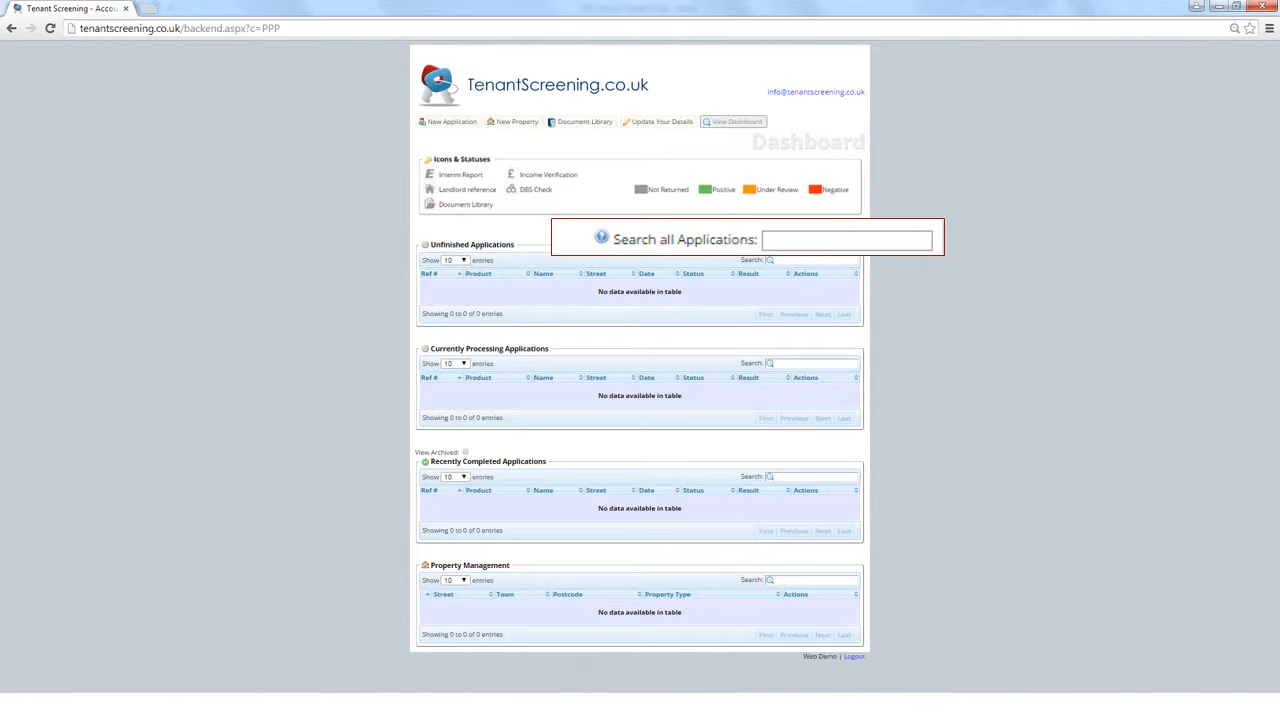 Tenant Screening - Accou
tenantscreening.co.uk/backend.aspx?c=PPP
TenantScreening.co.uk
info@tenantscreening.co.uk
New Application New Property Document Library Update Your Details View Dashboard
Dashboard
Icons & Statuses
Interim Report £ Income Verification
Landlord reference DBS Check Not Returned Positive Under Review Negative
Document Library
Search all Applications:
Unfinished Applications
Show 10 entries Search:
Ref # Product Name Street Date Status Result Actions
No data available in table
Showing 0 to 0 of 0 entries First Previous Next Last
Currently Processing Applications
Show 10 entries Search:
Ref # Product Name Street Date Status Result Actions
No data available in table
Showing 0 to 0 of 0 entries First Previous Next Last
View Archived:
Recently Completed Applications
Show 10 entries Search:
Ref # Product Name Street Date Status Result Actions
No data available in table
Showing 0 to 0 of 0 entries First Previous Next Last
Property Management
Show 10 entries Search:
Street Town Postcode Property Type Actions
No data available in table
Showing 0 to 0 of 0 entries First Previous Next Last
Web Demo | Logout